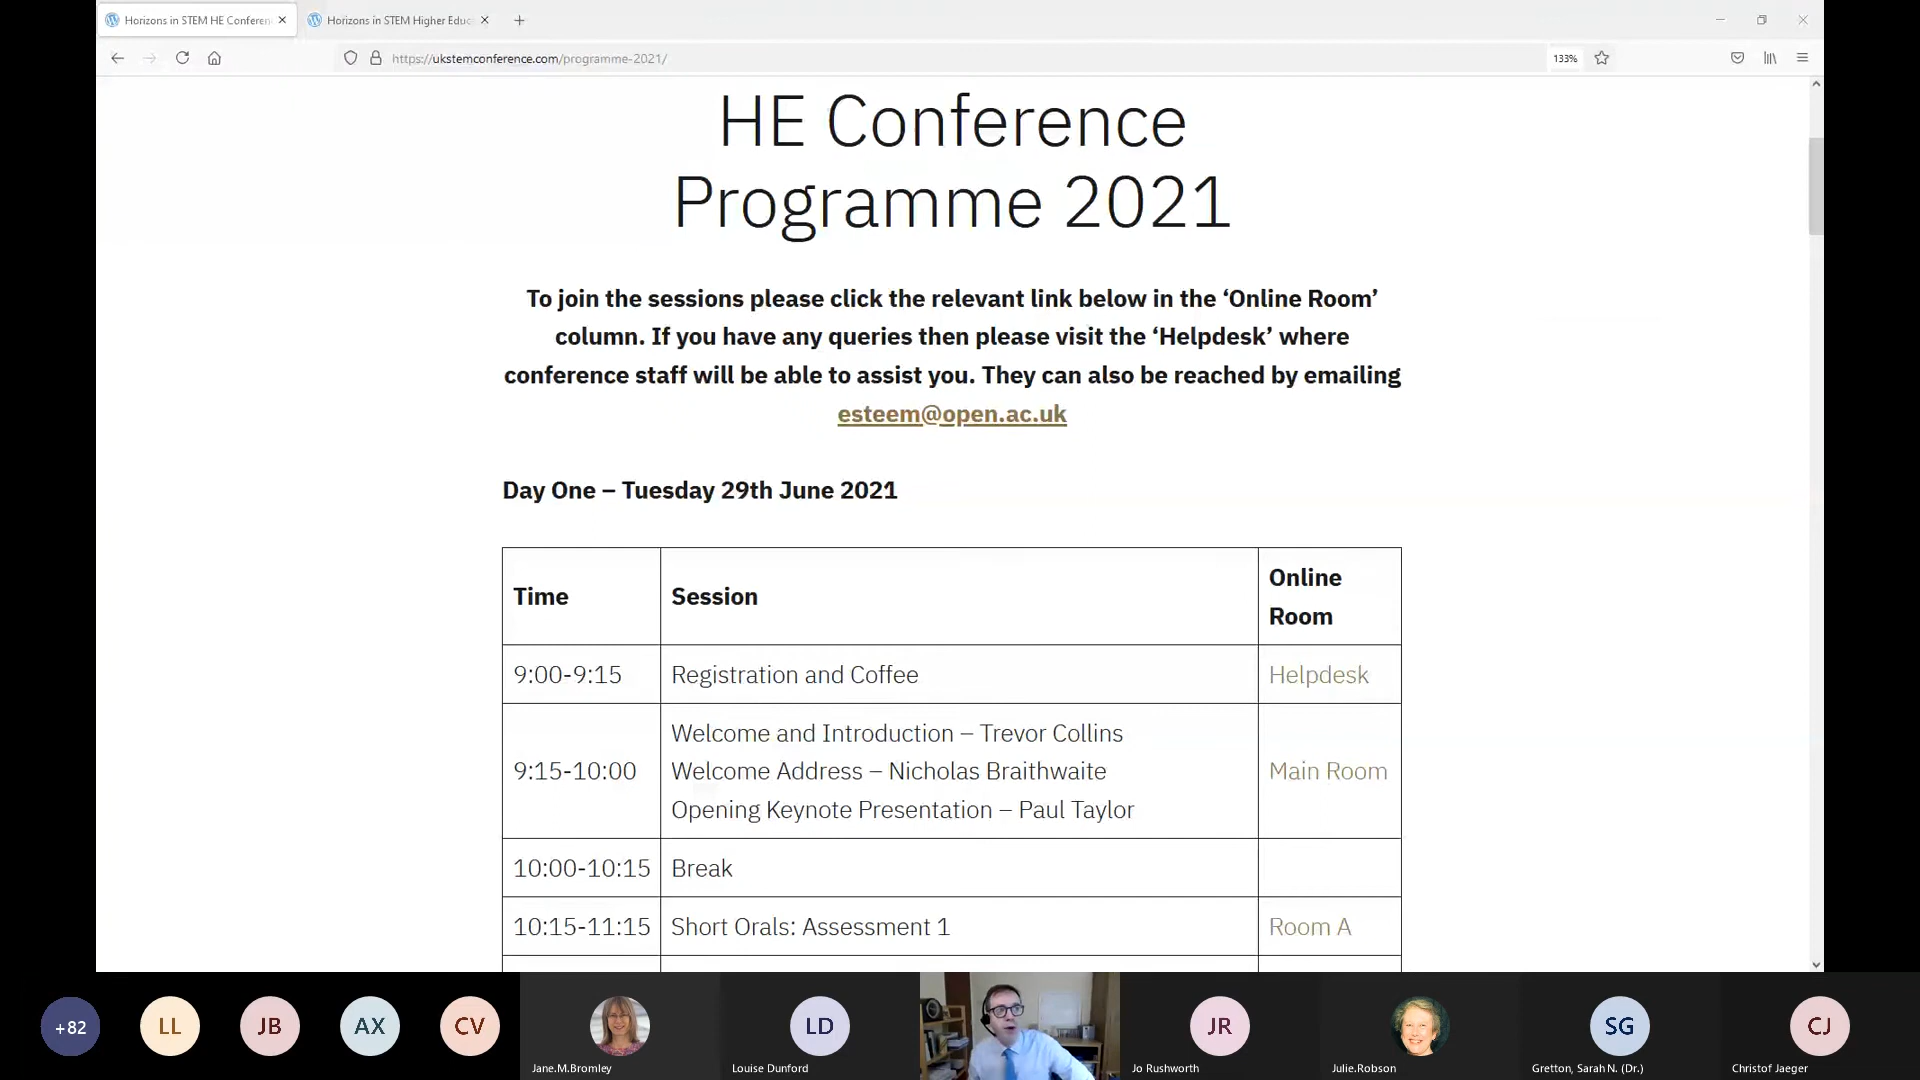 Horizons in STEM HE Conferen
Horizons in STEM Higher Educ
https://ukstemconference.com/programme-2021/
133%
HE Conference
Programme 2021
To join the sessions please click the relevant link below in the ‘Online Room’
column. If you have any queries then please visit the ‘Helpdesk’ where
conference staff will be able to assist you. They can also be reached by emailing
esteem@open.ac.uk
Day One – Tuesday 29th June 2021
Time Session Online
Room
9:00-9:15 Registration and Coffee Helpdesk
Welcome and Introduction – Trevor Collins
9:15-10:00 Welcome Address – Nicholas Braithwaite Main Room
Opening Keynote Presentation – Paul Taylor
10:00-10:15 Break
10:15-11:15 Short Orals: Assessment 1 Room A
+82 LL JB AX CV LD JR SG CJ
Jane.M.Bromley Louise Dunford Jo Rushworth Julie.Robson Gretton, Sarah N. (Dr.) Christof Jaeger